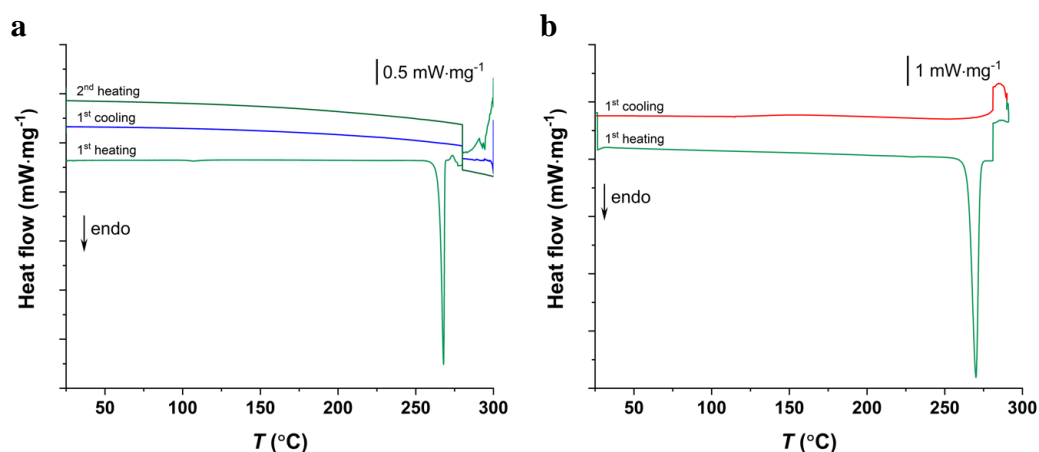 a
0.5 mW·mg⁻¹
2ⁿᵈ heating
1ˢᵗ cooling
1ˢᵗ heating
endo
Heat flow (mW·mg⁻¹)
50 100 150 200 250 300
T (°C)
b
1 mW·mg⁻¹
1ˢᵗ cooling
1ˢᵗ heating
endo
Heat flow (mW·mg⁻¹)
50 100 150 200 250 300
T (°C)